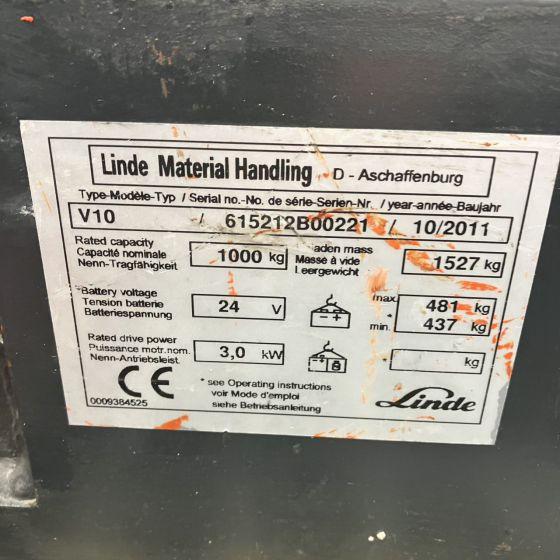 Linde Material Handling D - Aschaffenburg
Type-Modèle-Typ / Serial no.-No. de série-Serien-Nr. / year-année-Baujahr
V10 / 615212B00221 / 10/2011
Rated capacity
Capacité nominale
Nenn-Tragfähigkeit
1000 kg
aden mass
Masse à vide
Leergewicht
1527 kg
*Battery voltage
Tension batterie
Batteriespannung
24 V
- +
max.
*
min.
481 kg
437 kg
Rated drive power
Puissance motr.nom.
Nenn-Antriebsleist.
3,0 kW
*
kg
CE
0009384525
* see Operating instructions
voir Mode d'emploi
siehe Betriebsanleitung
Linde